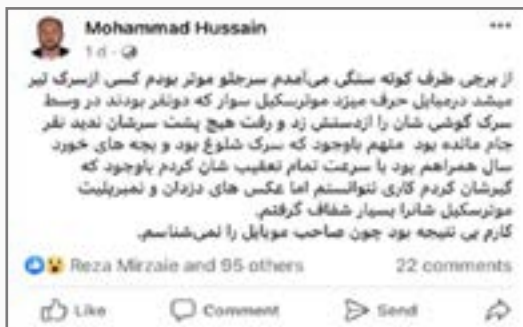 Mohammad Hussain
1 d
از برچی طرف کوته سنگی می‌آمدم سرجلو موتر بودم کسی ازسرک تیر
میشد درمبایل حرف میزد موترسکیل سوار که دونفر بودند در وسط
سرک گوشی شان را ازدستش زد و رفت هیچ پشت سرشان ندید نفر
جام مانده بود متهم باوجود که سرک شلوغ بود و بچه های خورد
سال همراهم بود با سرعت تمام تعقیب شان کردم باوجود که
گیرشان کردم کاری نتوانستم اما عکس های دزدان و نمبرپلیت
موترسکیل شانرا بسیار شفاف گرفتم.
کارم بی نتیجه بود چون صاحب موبایل را نمی‌شناسم.
Reza Mirzaie and 95 others
22 comments
Like
Comment
Send